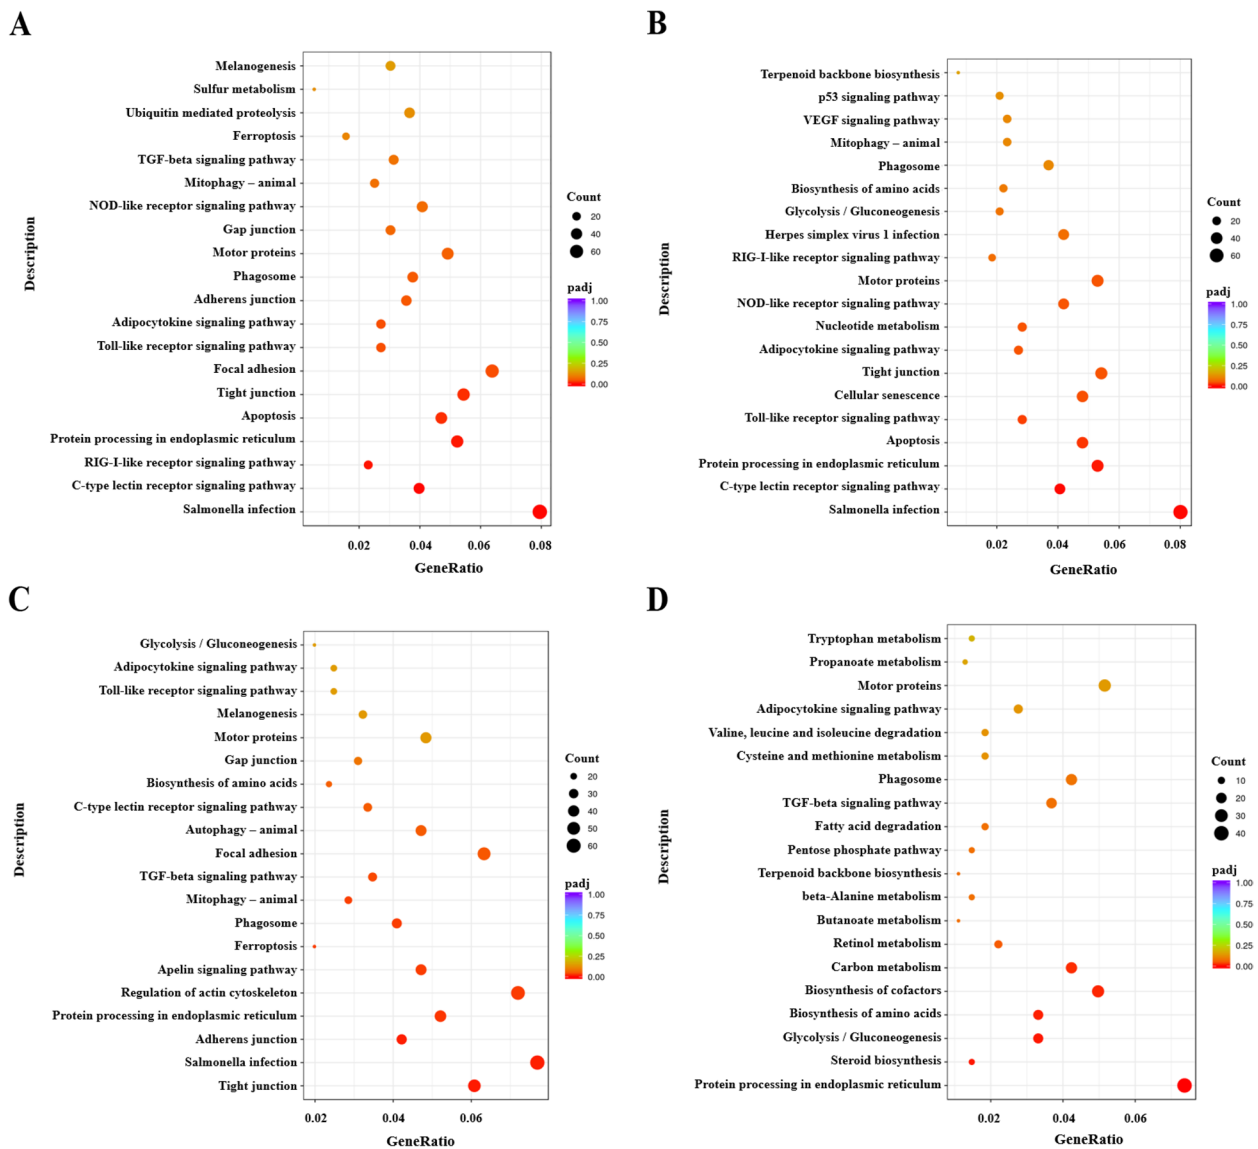 A
Description
Melanogenesis
Sulfur metabolism
Ubiquitin mediated proteolysis
Ferroptosis
TGF-beta signaling pathway
Mitophagy – animal
NOD-like receptor signaling pathway
Gap junction
Motor proteins
Phagosome
Adherens junction
Adipocytokine signaling pathway
Toll-like receptor signaling pathway
Focal adhesion
Tight junction
Apoptosis
Protein processing in endoplasmic reticulum
RIG-I-like receptor signaling pathway
C-type lectin receptor signaling pathway
Salmonella infection
0.02 0.04 0.06 0.08
GeneRatio
Count
20
40
60
padj
1.00
0.75
0.50
0.25
0.00
B
Description
Terpenoid backbone biosynthesis
p53 signaling pathway
VEGF signaling pathway
Mitophagy – animal
Phagosome
Biosynthesis of amino acids
Glycolysis / Gluconeogenesis
Herpes simplex virus 1 infection
RIG-I-like receptor signaling pathway
Motor proteins
NOD-like receptor signaling pathway
Nucleotide metabolism
Adipocytokine signaling pathway
Tight junction
Cellular senescence
Toll-like receptor signaling pathway
Apoptosis
Protein processing in endoplasmic reticulum
C-type lectin receptor signaling pathway
Salmonella infection
0.02 0.04 0.06 0.08
GeneRatio
Count
20
40
60
padj
1.00
0.75
0.50
0.25
0.00
C
Description
Glycolysis / Gluconeogenesis
Adipocytokine signaling pathway
Toll-like receptor signaling pathway
Melanogenesis
Motor proteins
Gap junction
Biosynthesis of amino acids
C-type lectin receptor signaling pathway
Autophagy – animal
Focal adhesion
TGF-beta signaling pathway
Mitophagy – animal
Phagosome
Ferroptosis
Apelin signaling pathway
Regulation of actin cytoskeleton
Protein processing in endoplasmic reticulum
Adherens junction
Salmonella infection
Tight junction
0.02 0.04 0.06
GeneRatio
Count
20
30
40
50
60
padj
1.00
0.75
0.50
0.25
0.00
D
Description
Tryptophan metabolism
Propanoate metabolism
Motor proteins
Adipocytokine signaling pathway
Valine, leucine and isoleucine degradation
Cysteine and methionine metabolism
Phagosome
TGF-beta signaling pathway
Fatty acid degradation
Pentose phosphate pathway
Terpenoid backbone biosynthesis
beta-Alanine metabolism
Butanoate metabolism
Retinol metabolism
Carbon metabolism
Biosynthesis of cofactors
Biosynthesis of amino acids
Glycolysis / Gluconeogenesis
Steroid biosynthesis
Protein processing in endoplasmic reticulum
0.02 0.04 0.06
GeneRatio
Count
10
20
30
40
padj
1.00
0.75
0.50
0.25
0.00